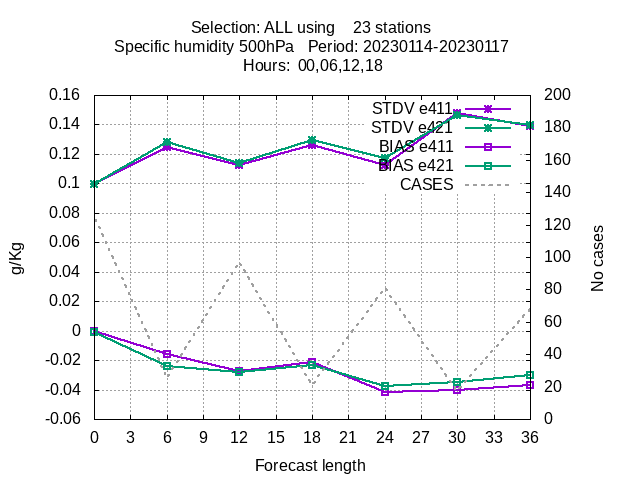 Selection: ALL using    23 stations
Specific humidity 500hPa   Period: 20230114-20230117
Hours:  00,06,12,18
0.16
0.14
0.12
0.1
0.08
0.06
0.04
0.02
0
-0.02
-0.04
-0.06
g/Kg
STDV e411
STDV e421
BIAS e411
BIAS e421
CASES
200
180
160
140
120
100
80
60
40
20
0
No cases
0 3 6 9 12 15 18 21 24 27 30 33 36
Forecast length